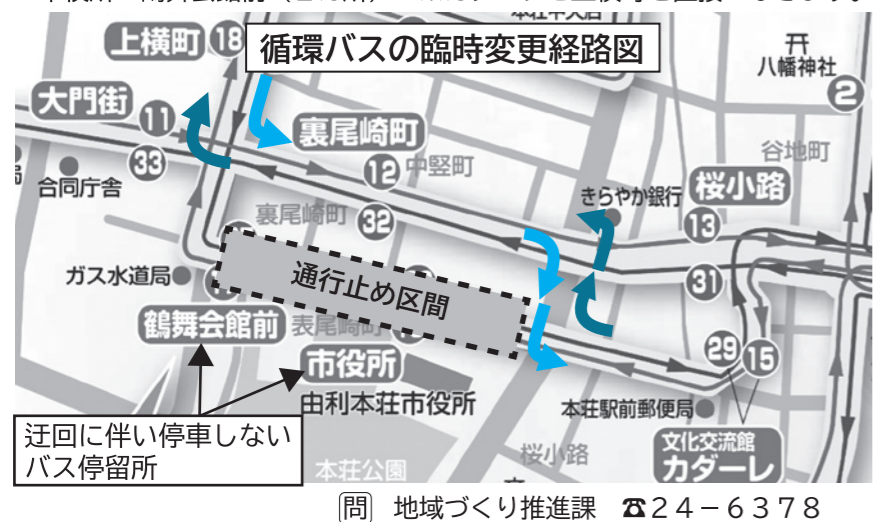 循環バスの臨時変更経路図
上横町
18
八幡神社
2
大門街
11
33
合同庁舎
裏尾崎町
12
中竪町
谷地町
きらやか銀行
桜小路
13
裏尾崎町
32
31
ガス水道局
通行止め区間
鶴舞会館前
表尾崎町
市役所
由利本荘市役所
29
15
本荘駅前郵便局
文化交流館
カダーレ
桜小路
本荘公園
迂回に伴い停車しない
バス停留所
問 地域づくり推進課 ☎24－6378